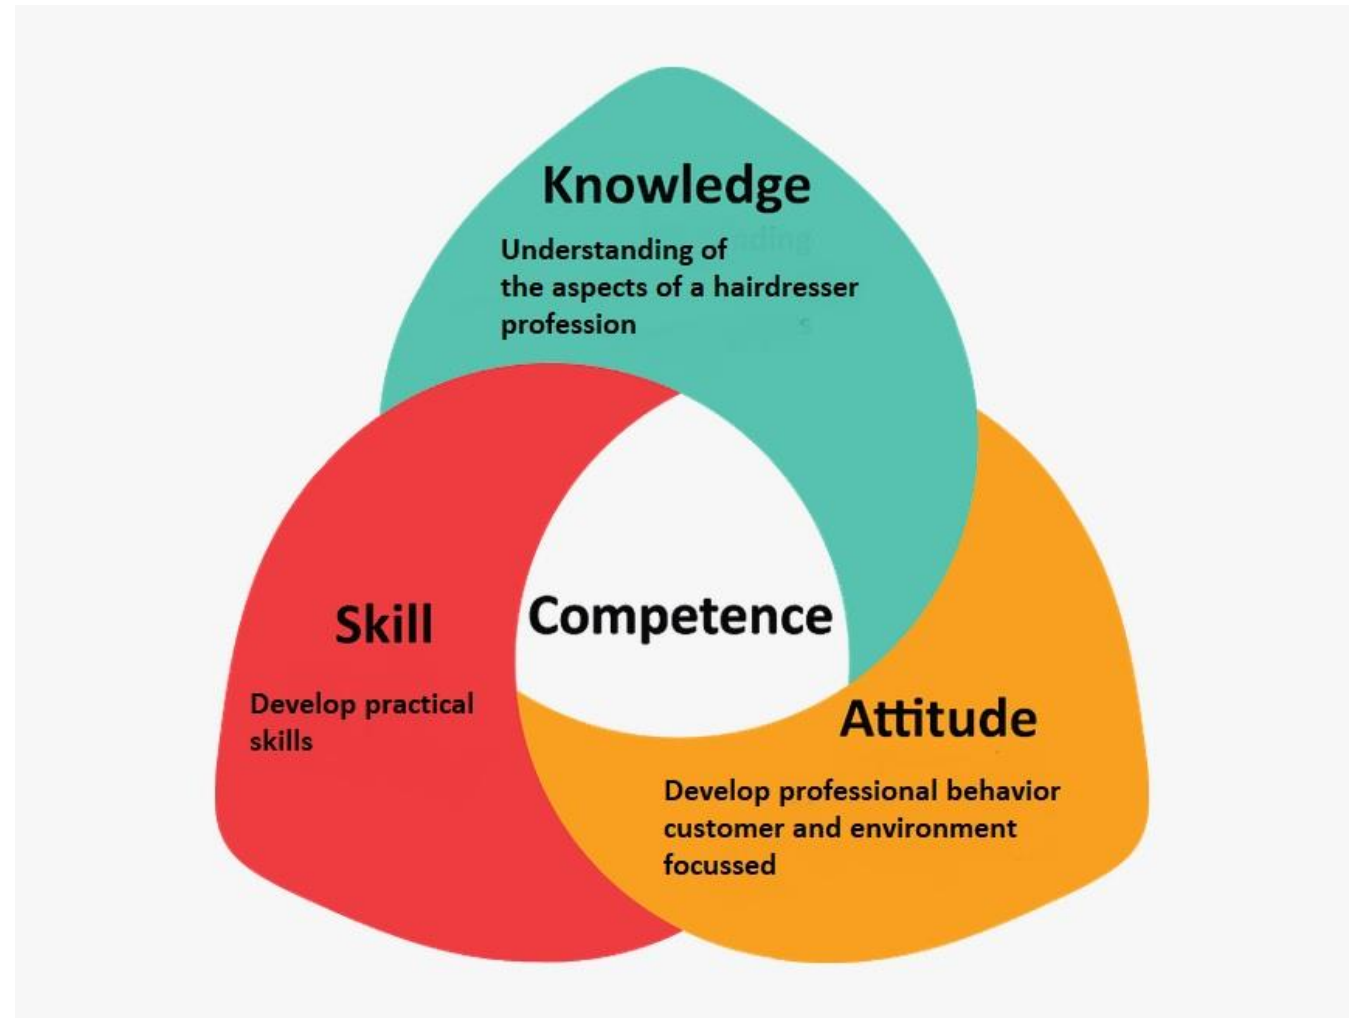 Knowledge
Understanding of
the aspects of a hairdresser
profession
Skill
Develop practical
skills
Competence
Attitude
Develop professional behavior
customer and environment
focussed